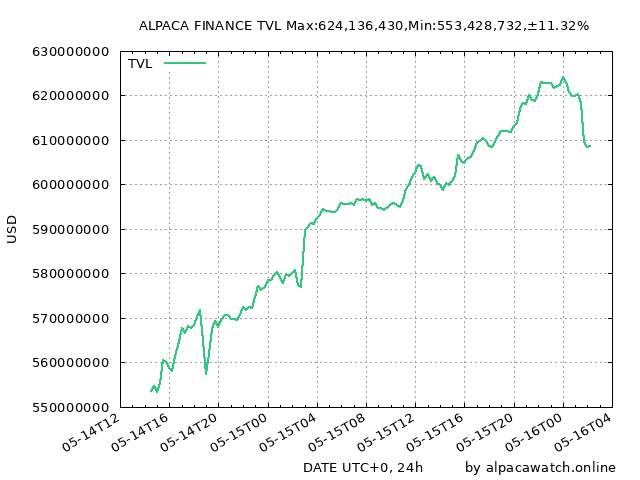 ALPACA FINANCE TVL Max:624,136,430,Min:553,428,732,±11.32%
TVL
630000000
620000000
610000000
600000000
590000000
580000000
570000000
560000000
550000000
USD
05-14T12
05-14T16
05-14T20
05-15T00
05-15T04
05-15T08
05-15T12
05-15T16
05-15T20
05-16T00
05-16T04
DATE UTC+0, 24h
by alpacawatch.online